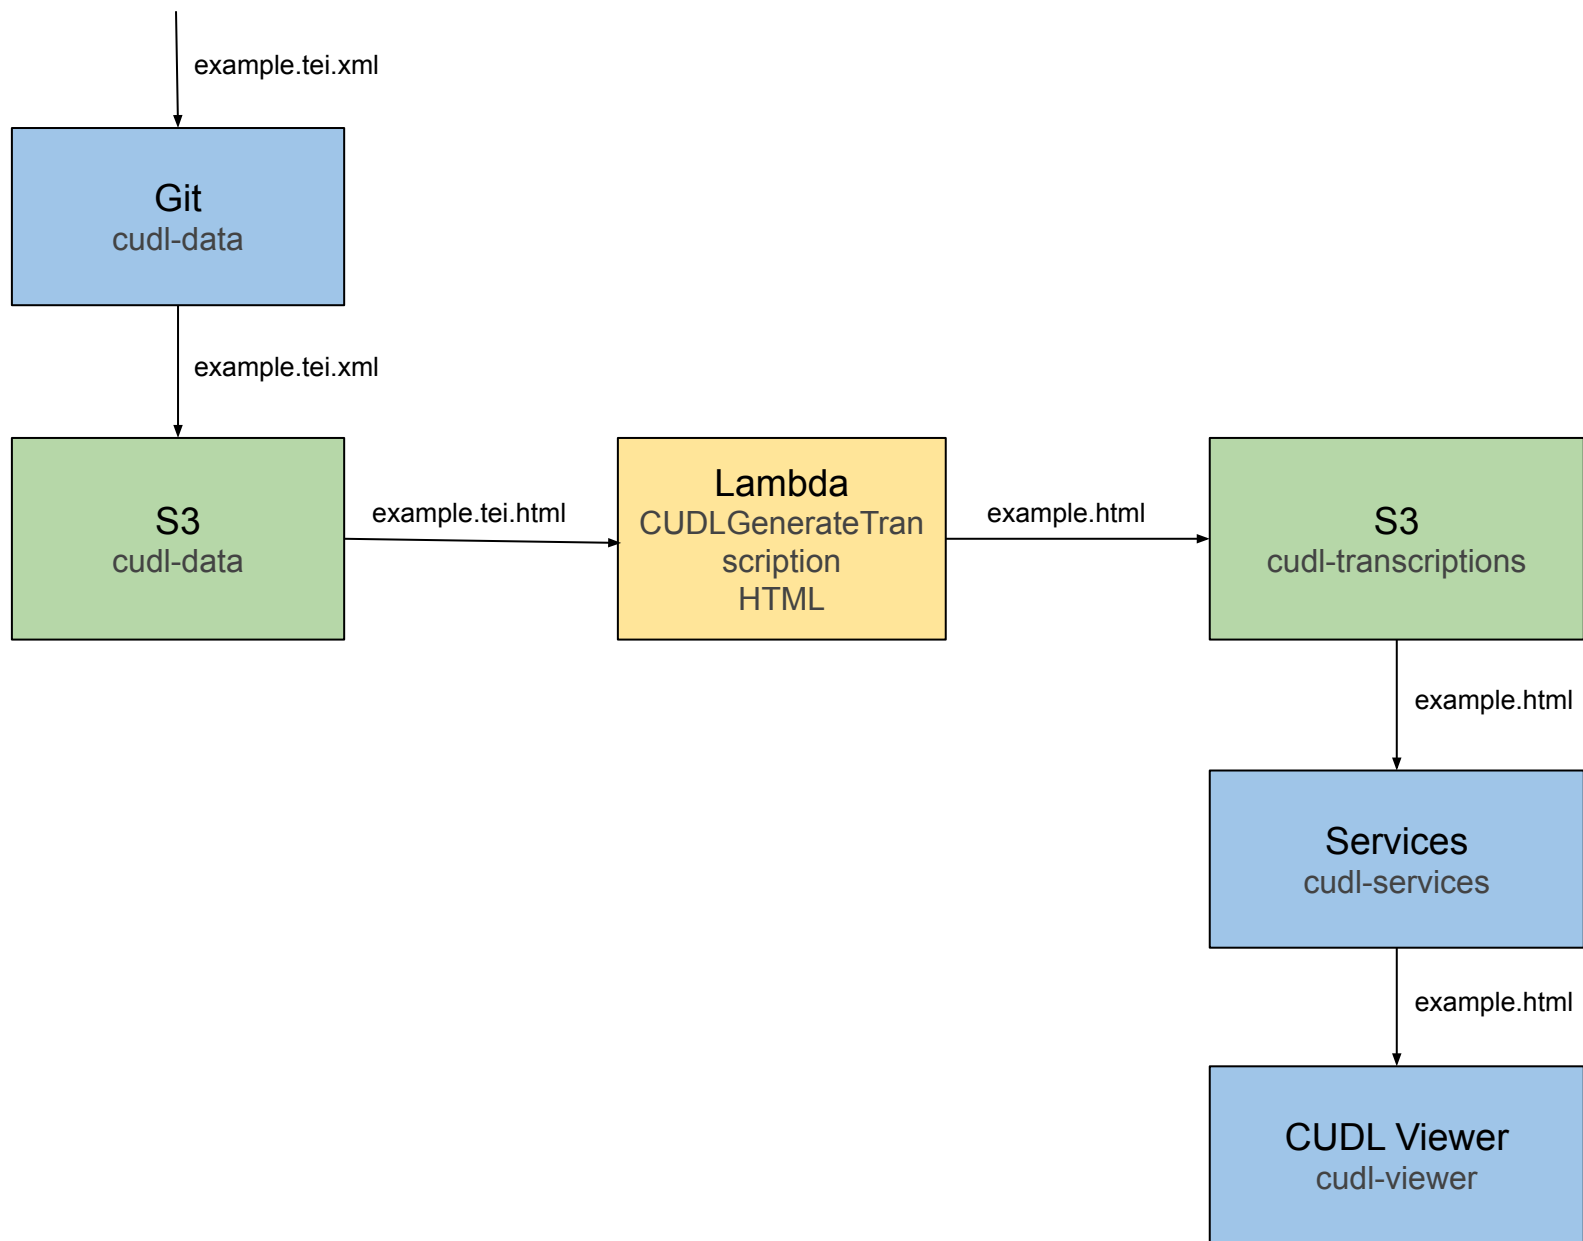 example.tei.xml
Git
cudl-data
example.tei.xml
S3
cudl-data
example.tei.html
Lambda
CUDLGenerateTran
scription
HTML
example.html
S3
cudl-transcriptions
example.html
Services
cudl-services
example.html
CUDL Viewer
cudl-viewer